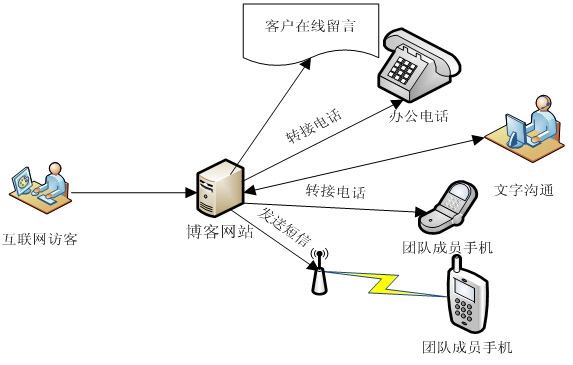 客户在线留言
转接电话
办公电话
文字沟通
转接电话
互联网访客
博客网站
发送短信
团队成员手机
团队成员手机